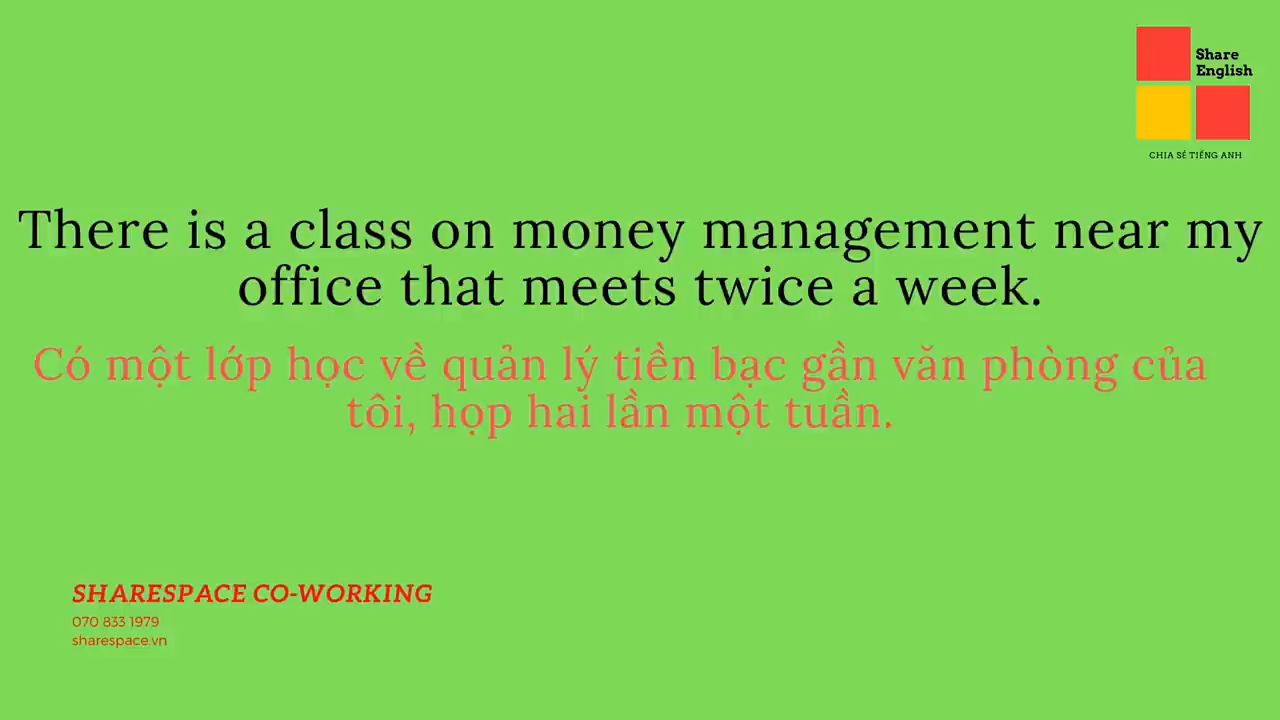 Share
English
CHIA SẺ TIẾNG ANH
There is a class on money management near my
office that meets twice a week.
Có một lớp học về quản lý tiền bạc gần văn phòng của
tôi, họp hai lần một tuần.
SHARESPACE CO-WORKING
070 833 1979
sharespace.vn